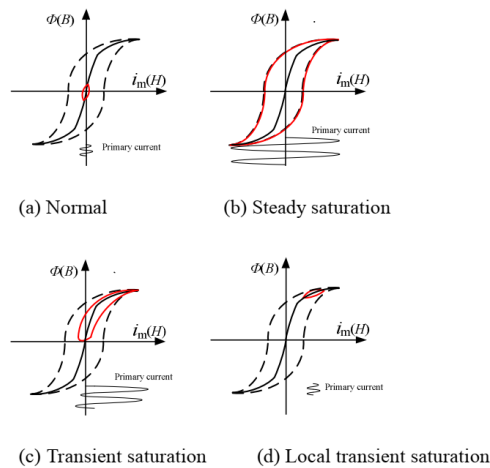 Φ(B)
Φ(B)
im(H)
im(H)
Primary current
Primary current
(a) Normal
(b) Steady saturation
Φ(B)
Φ(B)
im(H)
im(H)
Primary current
Primary current
(c) Transient saturation
(d) Local transient saturation